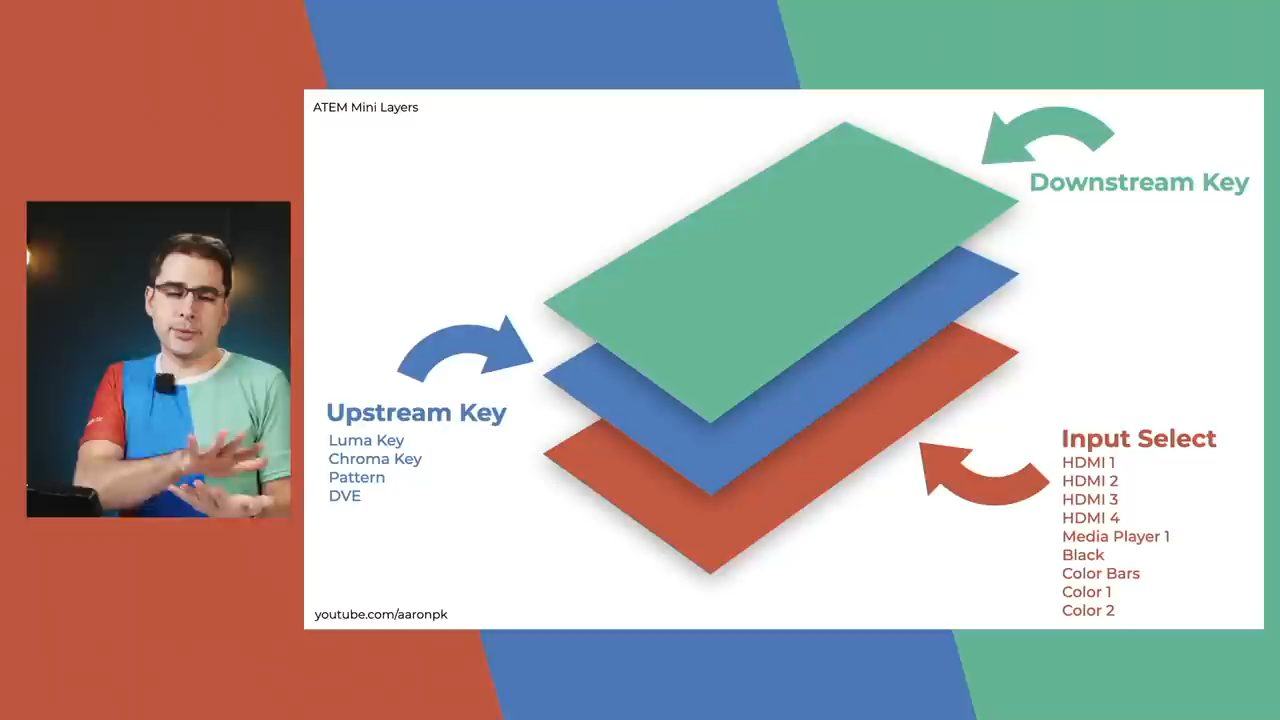 ATEM Mini Layers
Downstream Key
Upstream Key
Luma Key
Chroma Key
Pattern
DVE
Input Select
HDMI 1
HDMI 2
HDMI 3
HDMI 4
Media Player 1
Black
Color Bars
Color 1
Color 2
youtube.com/aaronpk